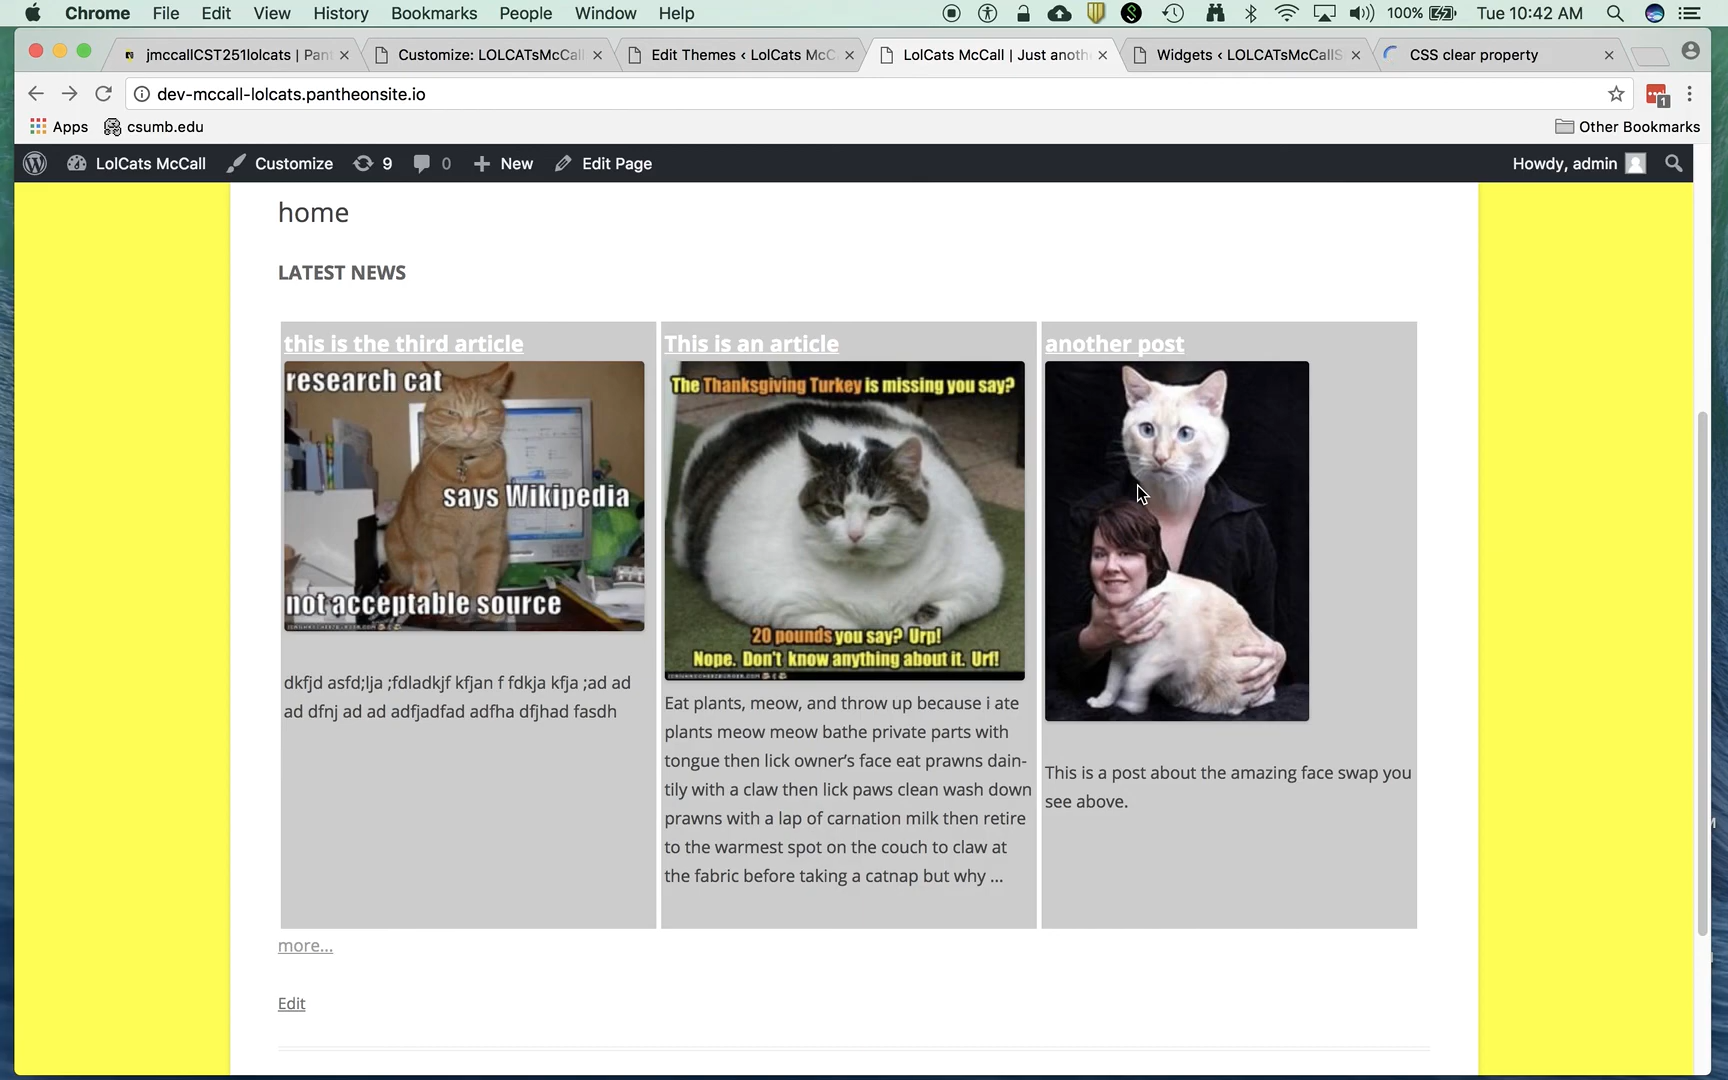 Chrome File Edit View History Bookmarks People Window Help 100% Tue 10:42 AM
jmccallCST251lolcats | Pan Customize: LOLCATsMcCall Edit Themes ‹ LolCats McC LolCats McCall | Just anoth Widgets ‹ LOLCATsMcCallS CSS clear property
dev-mccall-lolcats.pantheonsite.io 1
Apps csumb.edu Other Bookmarks
LolCats McCall Customize 9 0 New Edit Page Howdy, admin
home
LATEST NEWS
this is the third article
research cat
says Wikipedia
not acceptable source
dkfjd asfd;lja ;fdladkjf kfjan f fdkja kfja ;ad ad
ad dfnj ad ad adfjadfad adfha dfjhad fasdh
This is an article
The Thanksgiving Turkey is missing you say?
20 pounds you say? Urp!
Nope. Don't know anything about it. Urf!
Eat plants, meow, and throw up because i ate
plants meow meow bathe private parts with
tongue then lick owner’s face eat prawns dain-
tily with a claw then lick paws clean wash down
prawns with a lap of carnation milk then retire
to the warmest spot on the couch to claw at
the fabric before taking a catnap but why ...
another post
This is a post about the amazing face swap you
see above.
more...
Edit